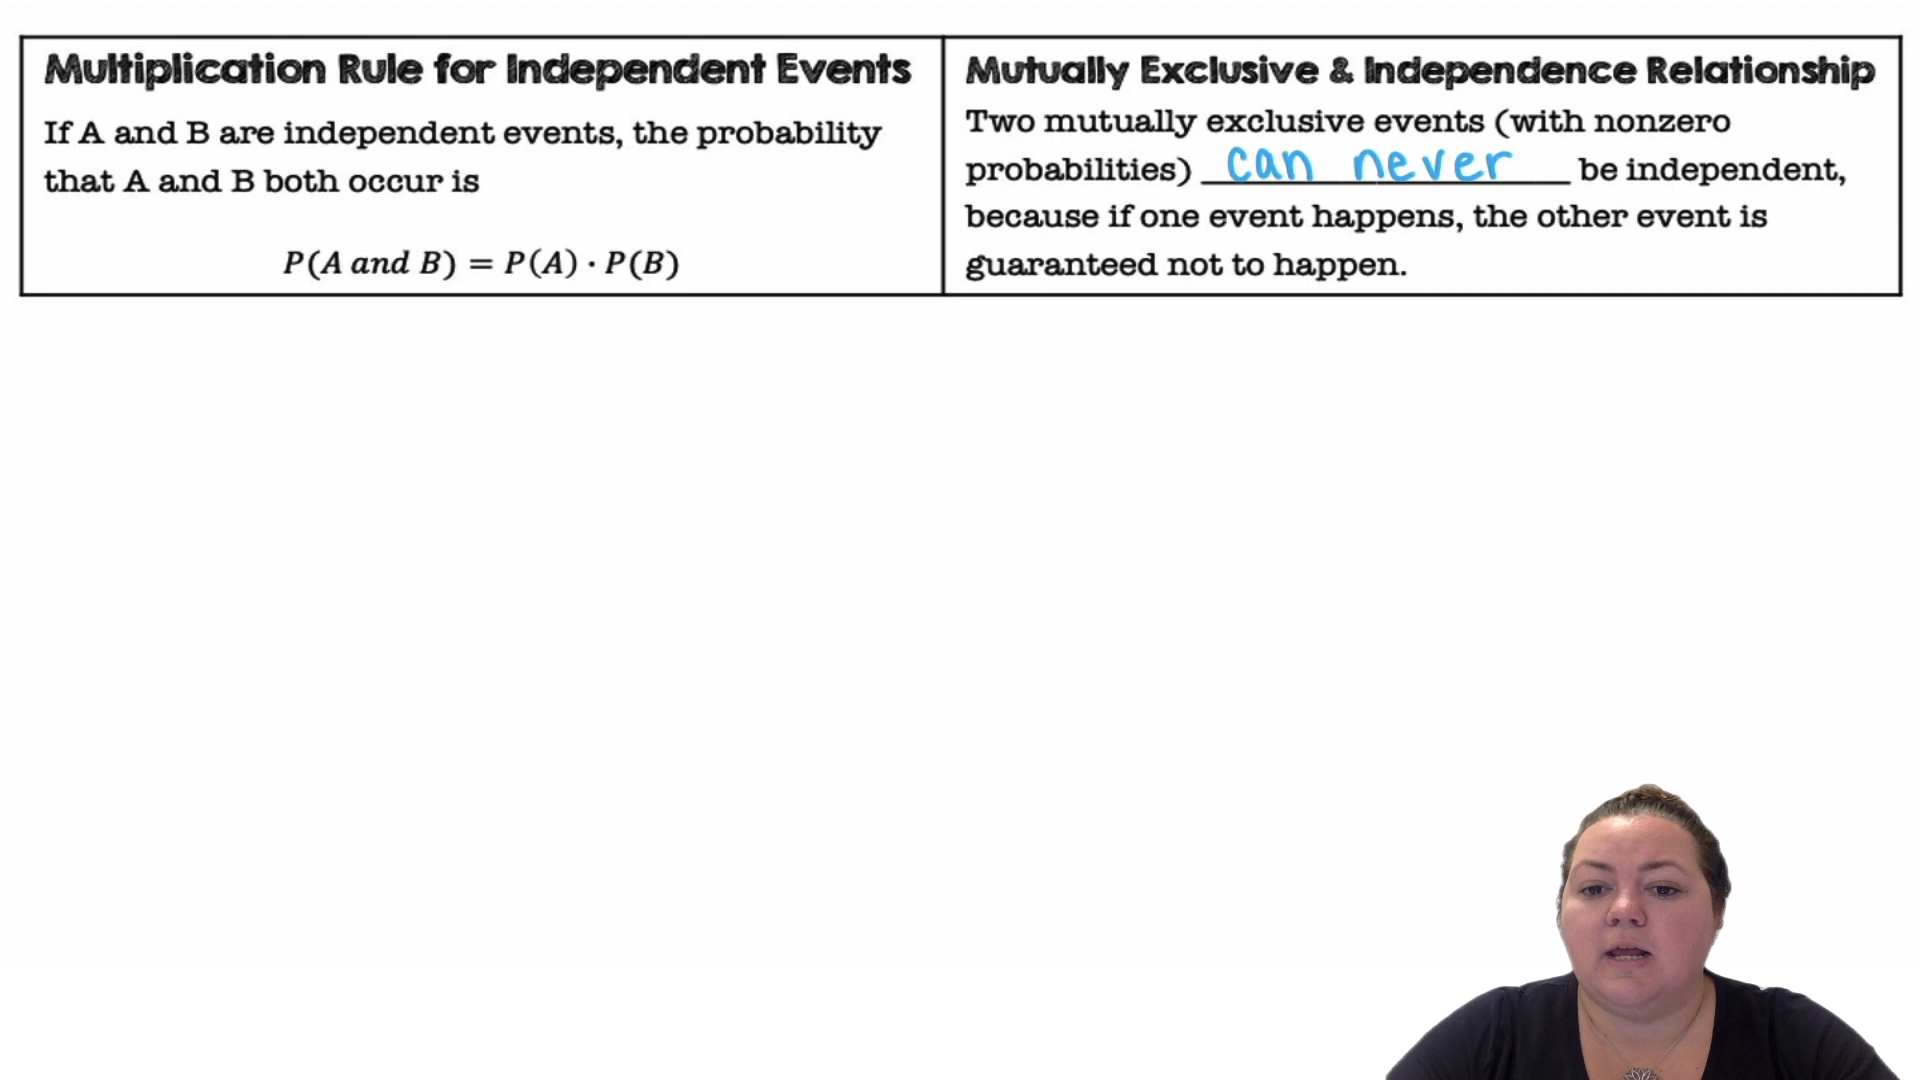 Multiplication Rule for Independent Events
If A and B are independent events, the probability
that A and B both occur is
P(A and B) = P(A) · P(B)
Mutually Exclusive & Independence Relationship
Two mutually exclusive events (with nonzero
probabilities) can never be independent,
because if one event happens, the other event is
guaranteed not to happen.